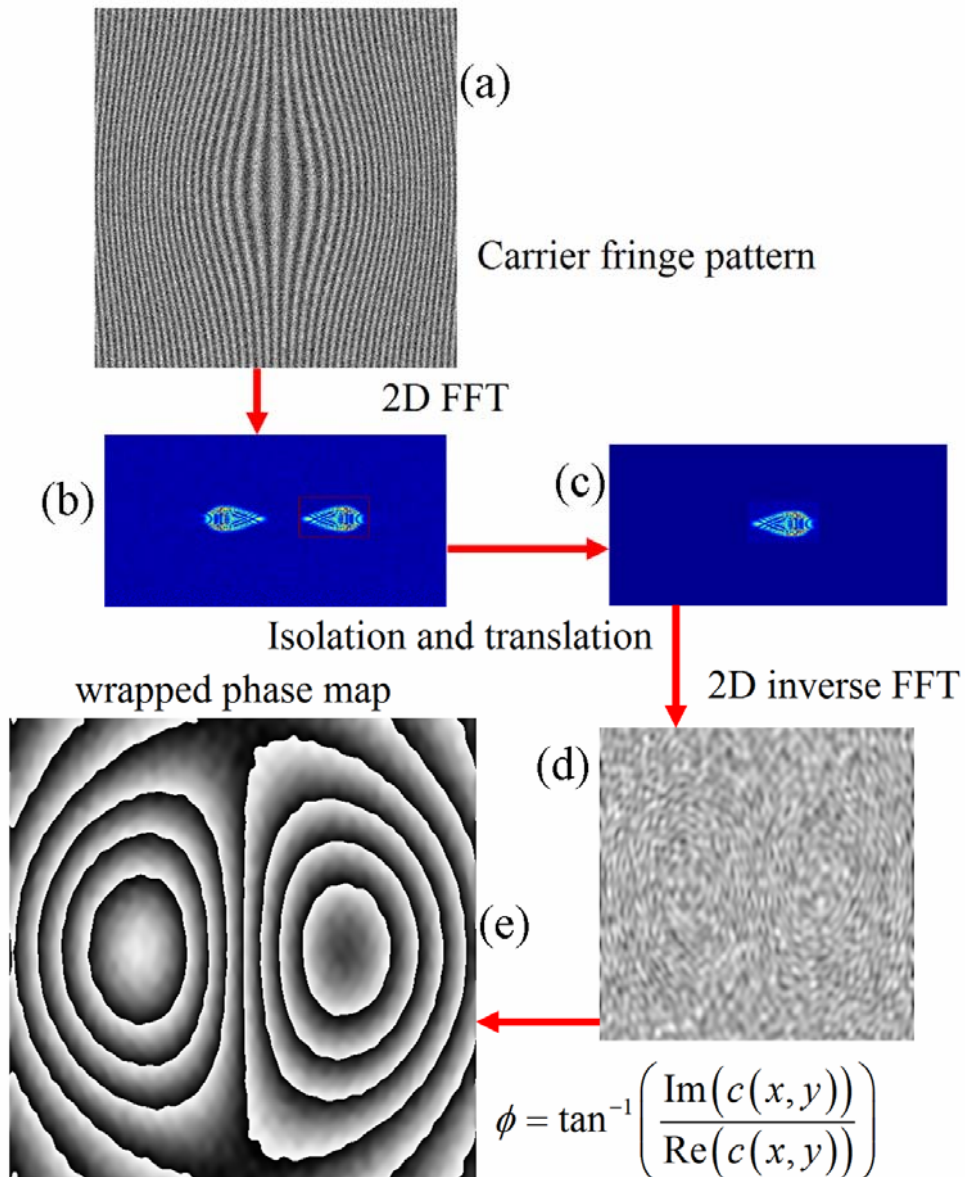 (a)
Carrier fringe pattern
2D FFT
(b)
(c)
Isolation and translation
wrapped phase map
2D inverse FFT
(d)
(e)
ϕ = tan⁻¹ ( Im(c(x, y)) / Re(c(x, y)) )